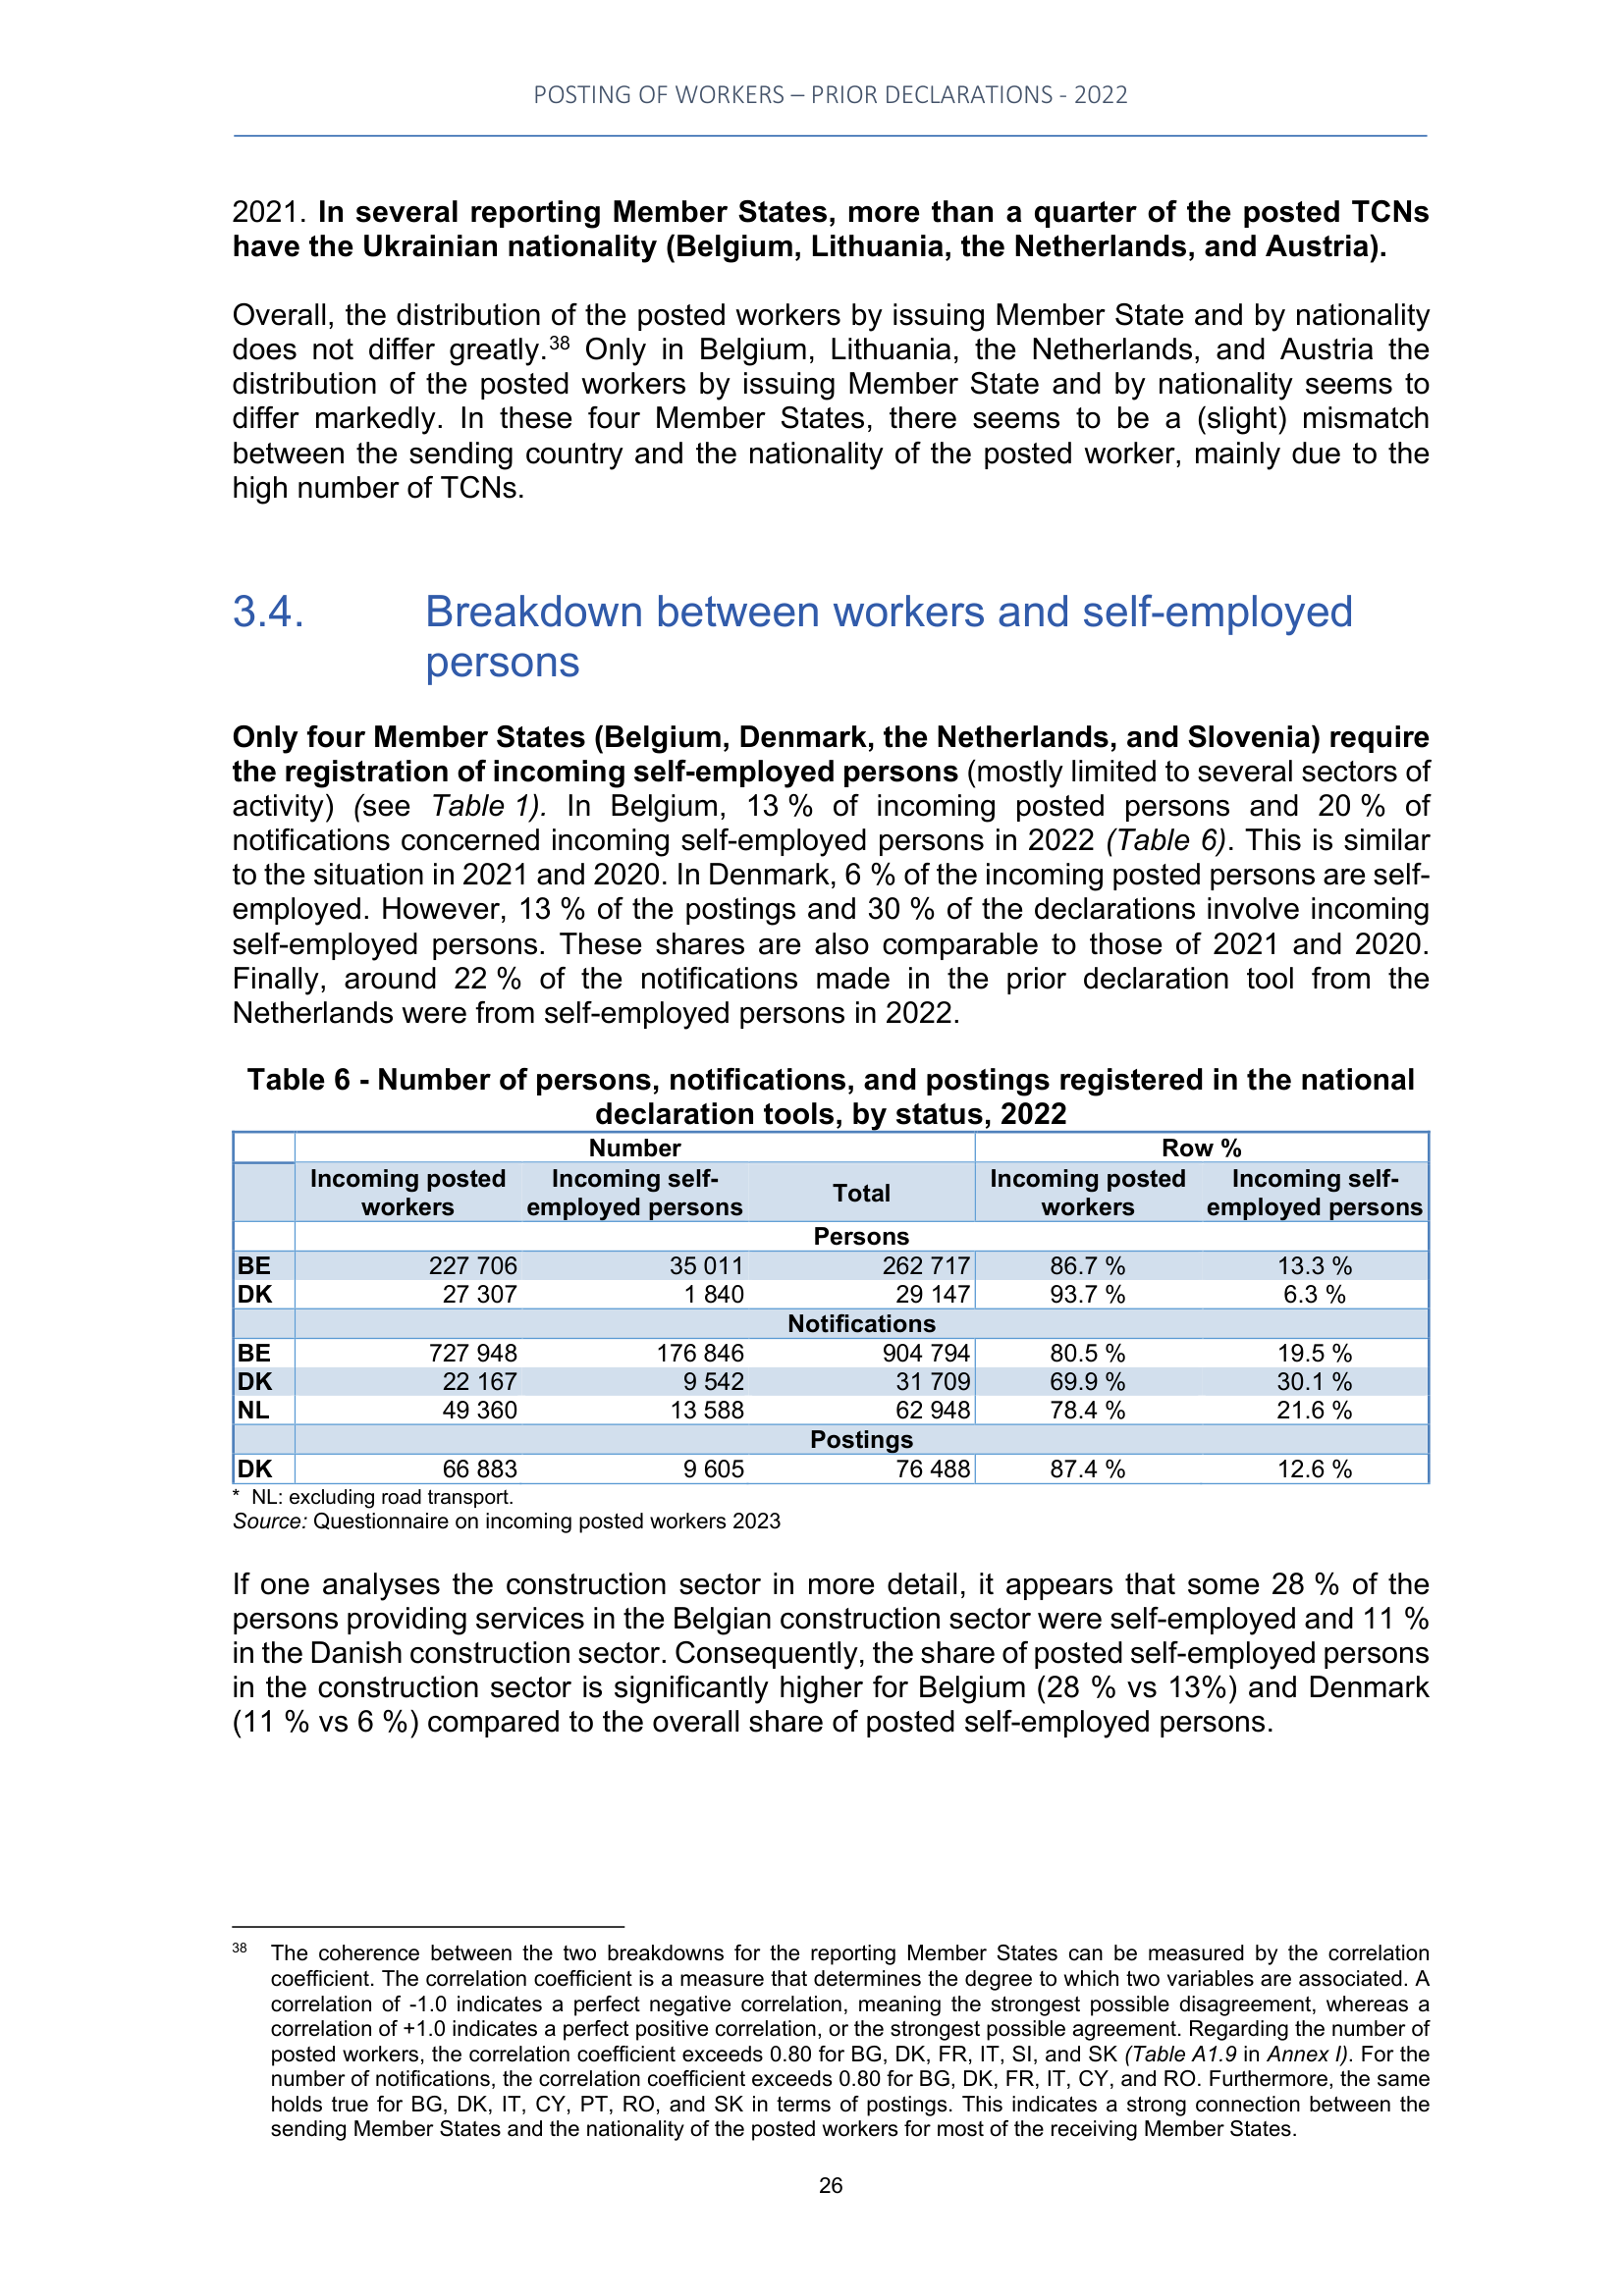 POSTING OF WORKERS – PRIOR DECLARATIONS - 2022
2021. In several reporting Member States, more than a quarter of the posted TCNs
have the Ukrainian nationality (Belgium, Lithuania, the Netherlands, and Austria).
Overall, the distribution of the posted workers by issuing Member State and by nationality
does not differ greatly.38 Only in Belgium, Lithuania, the Netherlands, and Austria the
distribution of the posted workers by issuing Member State and by nationality seems to
differ markedly. In these four Member States, there seems to be a (slight) mismatch
between the sending country and the nationality of the posted worker, mainly due to the
high number of TCNs.
3.4. Breakdown between workers and self-employed
persons
Only four Member States (Belgium, Denmark, the Netherlands, and Slovenia) require
the registration of incoming self-employed persons (mostly limited to several sectors of
activity) (see Table 1). In Belgium, 13 % of incoming posted persons and 20 % of
notifications concerned incoming self-employed persons in 2022 (Table 6). This is similar
to the situation in 2021 and 2020. In Denmark, 6 % of the incoming posted persons are self-
employed. However, 13 % of the postings and 30 % of the declarations involve incoming
self-employed persons. These shares are also comparable to those of 2021 and 2020.
Finally, around 22 % of the notifications made in the prior declaration tool from the
Netherlands were from self-employed persons in 2022.
Table 6 - Number of persons, notifications, and postings registered in the national
declaration tools, by status, 2022
Number Row %
Incoming posted Incoming self- Total Incoming posted Incoming self-
workers employed persons workers employed persons
Persons
BE 227 706 35 011 262 717 86.7 % 13.3 %
DK 27 307 1 840 29 147 93.7 % 6.3 %
Notifications
BE 727 948 176 846 904 794 80.5 % 19.5 %
DK 22 167 9 542 31 709 69.9 % 30.1 %
NL 49 360 13 588 62 948 78.4 % 21.6 %
Postings
DK 66 883 9 605 76 488 87.4 % 12.6 %
* NL: excluding road transport.
Source: Questionnaire on incoming posted workers 2023
If one analyses the construction sector in more detail, it appears that some 28 % of the
persons providing services in the Belgian construction sector were self-employed and 11 %
in the Danish construction sector. Consequently, the share of posted self-employed persons
in the construction sector is significantly higher for Belgium (28 % vs 13%) and Denmark
(11 % vs 6 %) compared to the overall share of posted self-employed persons.
38 The coherence between the two breakdowns for the reporting Member States can be measured by the correlation
coefficient. The correlation coefficient is a measure that determines the degree to which two variables are associated. A
correlation of -1.0 indicates a perfect negative correlation, meaning the strongest possible disagreement, whereas a
correlation of +1.0 indicates a perfect positive correlation, or the strongest possible agreement. Regarding the number of
posted workers, the correlation coefficient exceeds 0.80 for BG, DK, FR, IT, SI, and SK (Table A1.9 in Annex I). For the
number of notifications, the correlation coefficient exceeds 0.80 for BG, DK, FR, IT, CY, and RO. Furthermore, the same
holds true for BG, DK, IT, CY, PT, RO, and SK in terms of postings. This indicates a strong connection between the
sending Member States and the nationality of the posted workers for most of the receiving Member States.
26